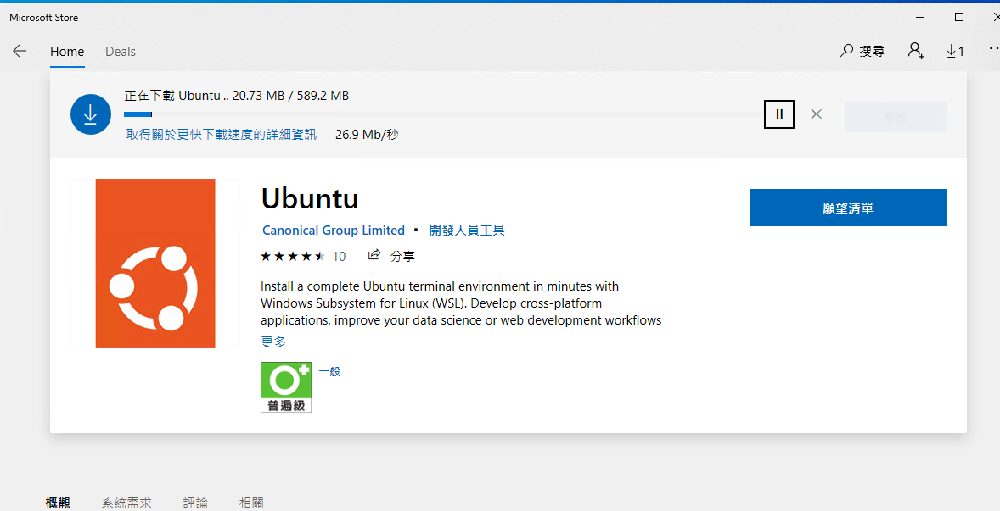 Microsoft Store
Home Deals 搜尋 1
正在下載 Ubuntu .. 20.73 MB / 589.2 MB
取得關於更快下載速度的詳細資訊 26.9 Mb/秒
Ubuntu
願望清單
Canonical Group Limited • 開發人員工具
10 分享
Install a complete Ubuntu terminal environment in minutes with
Windows Subsystem for Linux (WSL). Develop cross-platform
applications, improve your data science or web development workflows
更多
一般
普遍級
概觀 系統需求 評論 相關